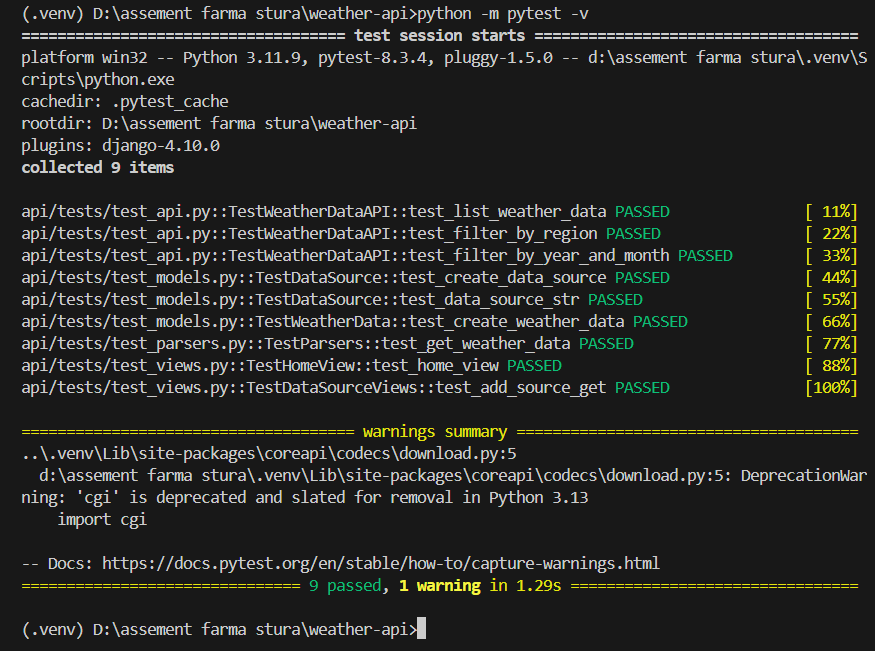 (.venv) D:\assement farma stura\weather-api>python -m pytest -v
==================================== test session starts ====================================
platform win32 -- Python 3.11.9, pytest-8.3.4, pluggy-1.5.0 -- d:\assement farma stura\.venv\S
cripts\python.exe
cachedir: .pytest_cache
rootdir: D:\assement farma stura\weather-api
plugins: django-4.10.0
collected 9 items
api/tests/test_api.py::TestWeatherDataAPI::test_list_weather_data PASSED [ 11%]
api/tests/test_api.py::TestWeatherDataAPI::test_filter_by_region PASSED [ 22%]
api/tests/test_api.py::TestWeatherDataAPI::test_filter_by_year_and_month PASSED [ 33%]
api/tests/test_models.py::TestDataSource::test_create_data_source PASSED [ 44%]
api/tests/test_models.py::TestDataSource::test_data_source_str PASSED [ 55%]
api/tests/test_models.py::TestWeatherData::test_create_weather_data PASSED [ 66%]
api/tests/test_parsers.py::TestParsers::test_get_weather_data PASSED [ 77%]
api/tests/test_views.py::TestHomeView::test_home_view PASSED [ 88%]
api/tests/test_views.py::TestDataSourceViews::test_add_source_get PASSED [100%]
===================================== warnings summary ======================================
..\.venv\Lib\site-packages\coreapi\codecs\download.py:5
d:\assement farma stura\.venv\Lib\site-packages\coreapi\codecs\download.py:5: DeprecationWar
ning: 'cgi' is deprecated and slated for removal in Python 3.13
import cgi
-- Docs: https://docs.pytest.org/en/stable/how-to/capture-warnings.html
=============================== 9 passed, 1 warning in 1.29s ================================
(.venv) D:\assement farma stura\weather-api>